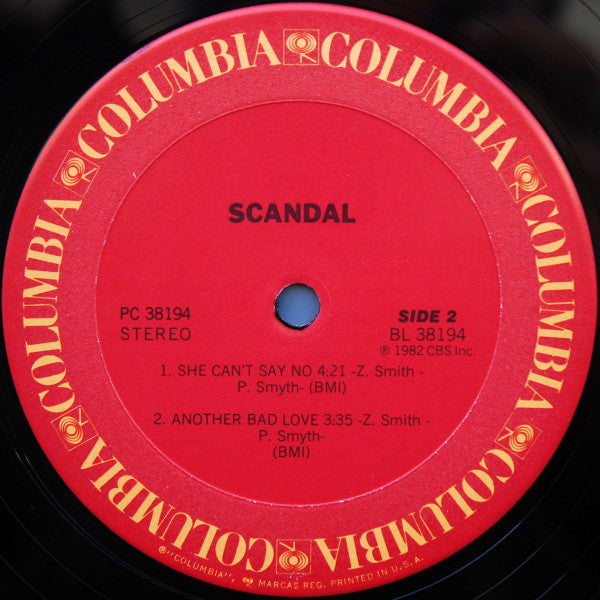 COLUMBIA COLUMBIA COLUMBIA COLUMBIA COLUMBIA COLUMBIA
SCANDAL
PC 38194
STEREO
SIDE 2
BL 38194
℗ 1982 CBS Inc.
1. SHE CAN'T SAY NO 4:21 -Z. Smith -
P. Smyth- (BMI)
2. ANOTHER BAD LOVE 3:35 -Z. Smith -
P. Smyth-
(BMI)
®"COLUMBIA", MARCAS REG. PRINTED IN U.S.A.